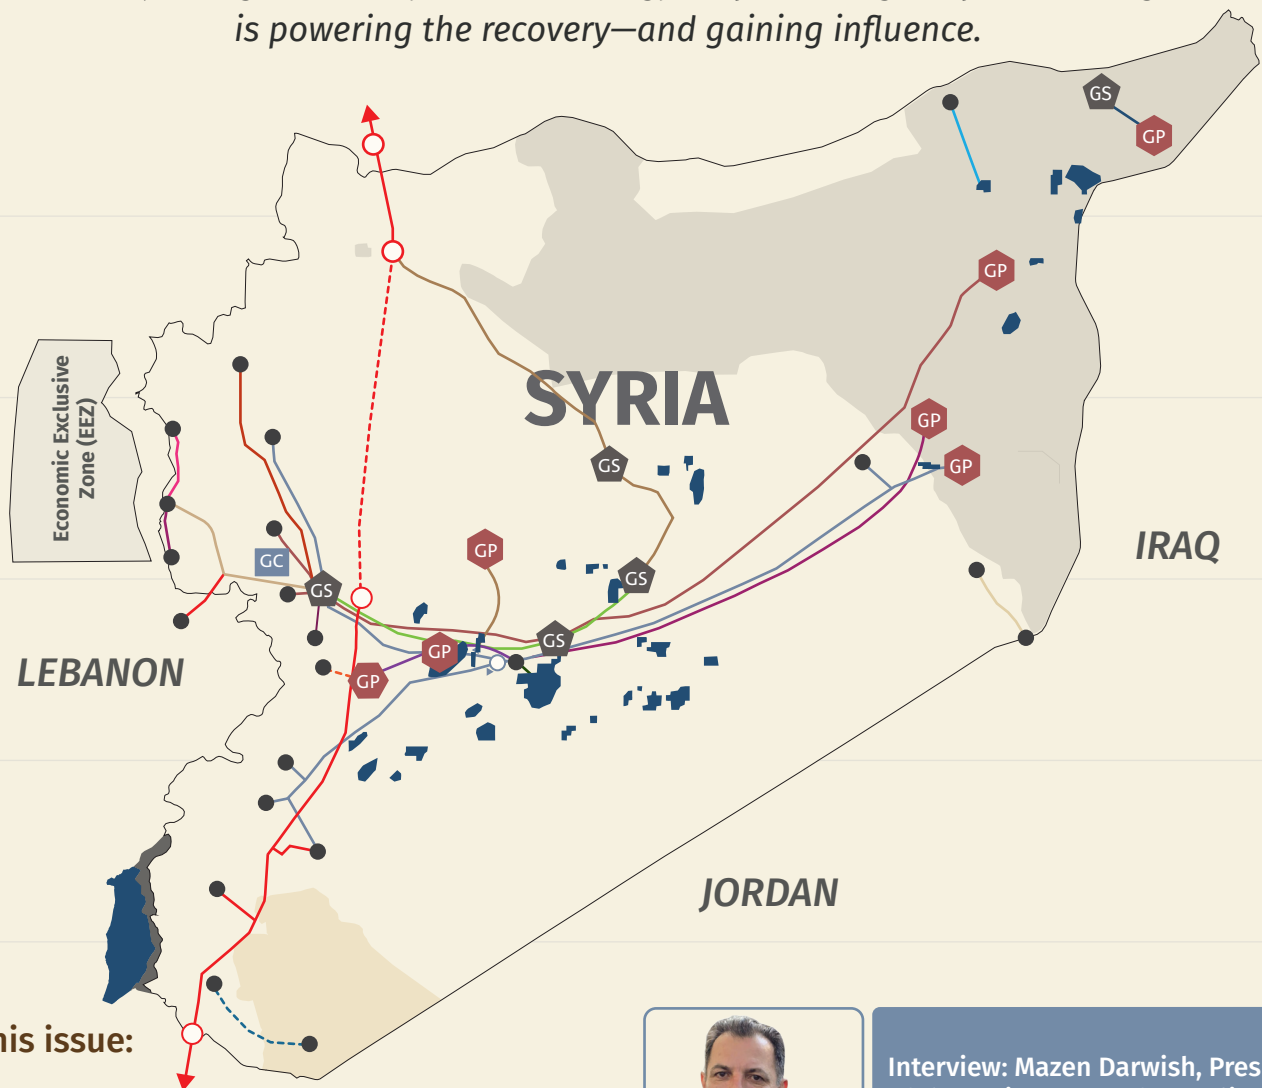 is powering the recovery—and gaining influence.
GS
GP
GP
Economic Exclusive
Zone (EEZ)
SYRIA
GP
GS
GP
IRAQ
GP
GC
GS
GS
GS
GP
LEBANON
GP
JORDAN
his issue:
Interview: Mazen Darwish, Pres